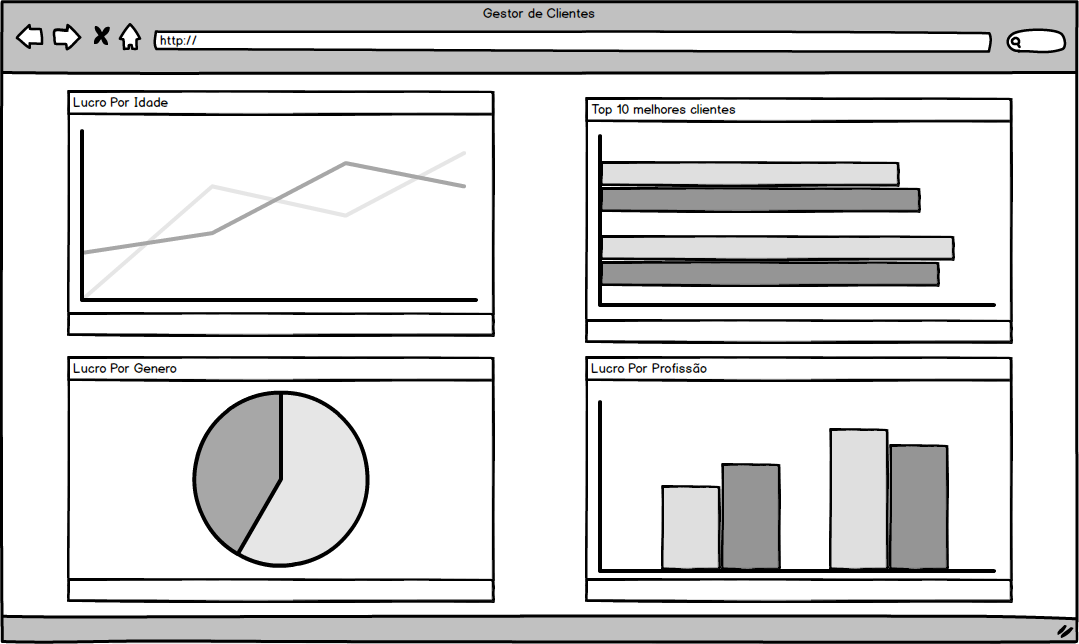 Gestor de Clientes
http://
Lucro Por Idade
Top 10 melhores clientes
Lucro Por Genero
Lucro Por Profissão